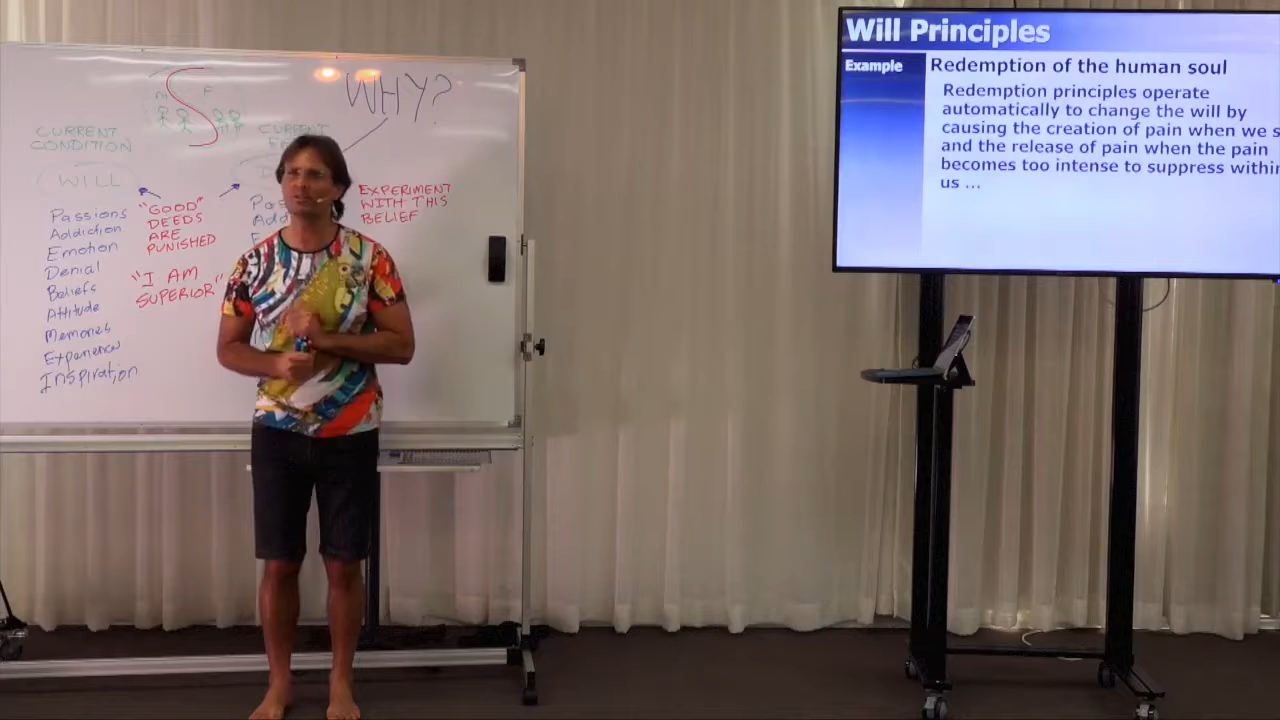 WHY?
CURRENT
CONDITION
WILL
Passions
Addiction
Emotion
Denial
Beliefs
Attitude
Memories
Experience
Inspiration
"GOOD"
DEEDS
ARE
PUNISHED
"I AM
SUPERIOR"
CURRENT
EXPERIMENT
WITH THIS
BELIEF
Will Principles
Example
Redemption of the human soul
Redemption principles operate
automatically to change the will by
causing the creation of pain when we s
and the release of pain when the pain
becomes too intense to suppress within
us ...